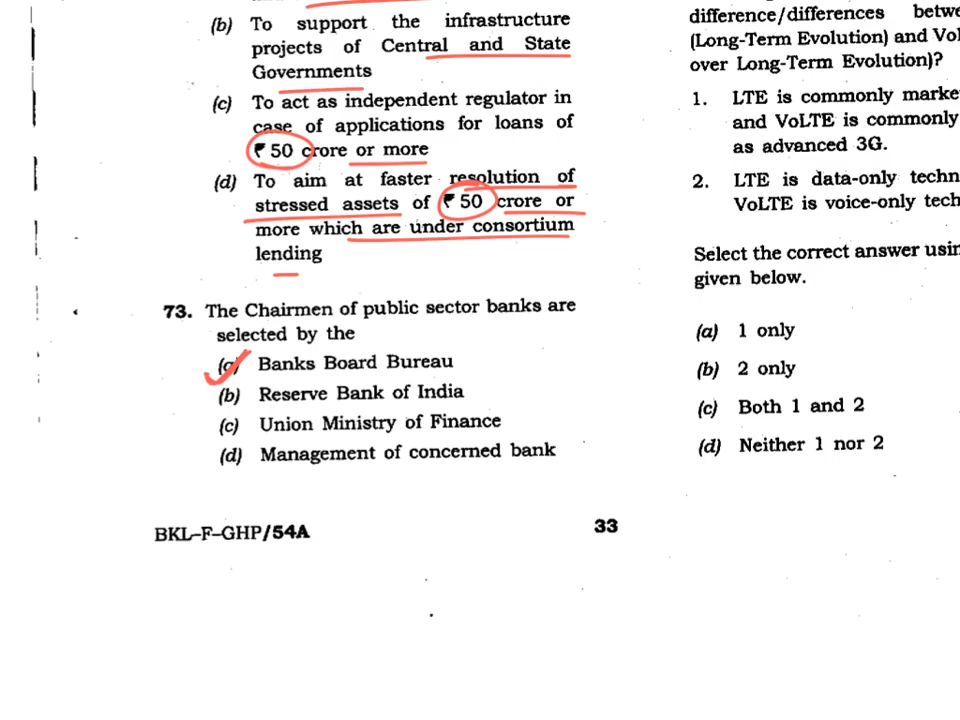 (b) To support the infrastructure
projects of Central and State
Governments
(c) To act as independent regulator in
case of applications for loans of
₹ 50 crore or more
(d) To aim at faster resolution of
stressed assets of ₹ 50 crore or
more which are under consortium
lending
73. The Chairmen of public sector banks are
selected by the
(a) Banks Board Bureau
(b) Reserve Bank of India
(c) Union Ministry of Finance
(d) Management of concerned bank
BKL–F–GHP/54A
33
difference/differences
(Long-Term Evolution) and
over Long-Term Evolution)?
1. LTE is commonly
and VoLTE is commonly
as advanced 3G.
2. LTE is data-only
VoLTE is voice-only
Select the correct answer
given below.
(a) 1 only
(b) 2 only
(c) Both 1 and 2
(d) Neither 1 nor 2